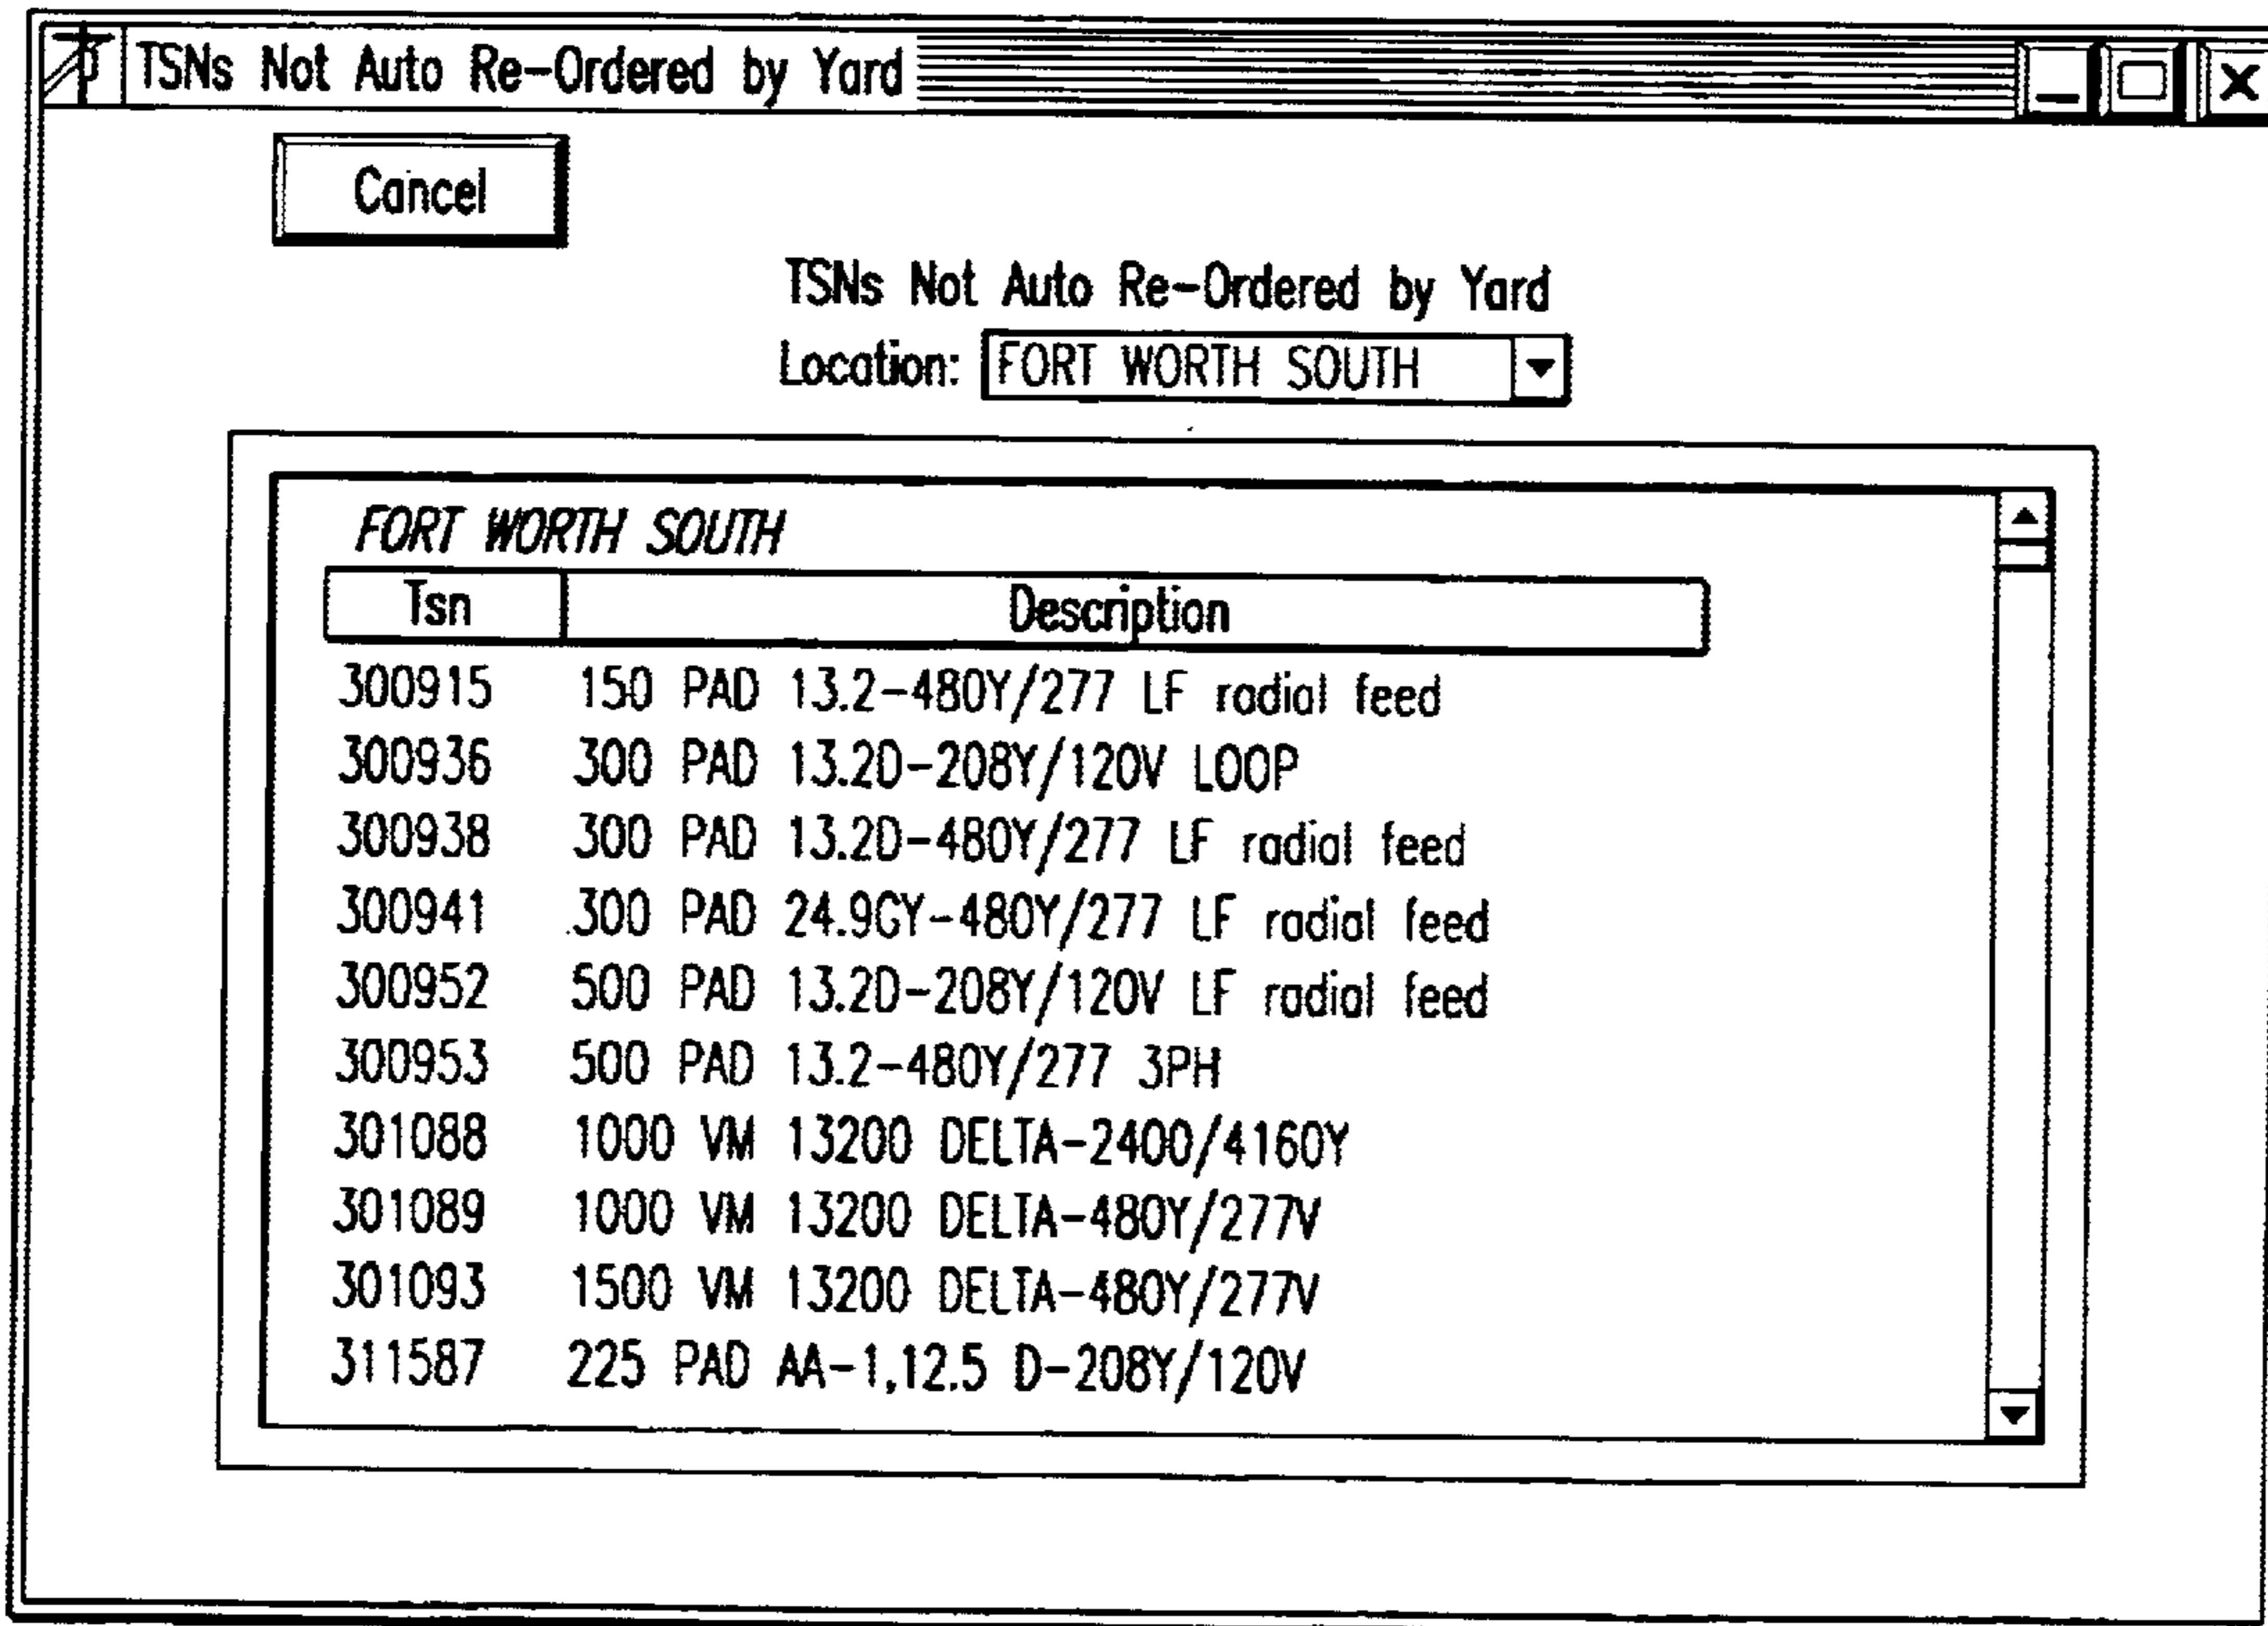 TSNs Not Auto Re-Ordered by Yard
Cancel
TSNs Not Auto Re-Ordered by Yard
Location: FORT WORTH SOUTH
FORT WORTH SOUTH
Tsn Description
300915 150 PAD 13.2-480Y/277 LF radial feed
300936 300 PAD 13.2D-208Y/120V LOOP
300938 300 PAD 13.2D-480Y/277 LF radial feed
300941 300 PAD 24.9GY-480Y/277 LF radial feed
300952 500 PAD 13.2D-208Y/120V LF radial feed
300953 500 PAD 13.2-480Y/277 3PH
301088 1000 VM 13200 DELTA-2400/4160Y
301089 1000 VM 13200 DELTA-480Y/277V
301093 1500 VM 13200 DELTA-480Y/277V
311587 225 PAD AA-1,12.5 D-208Y/120V